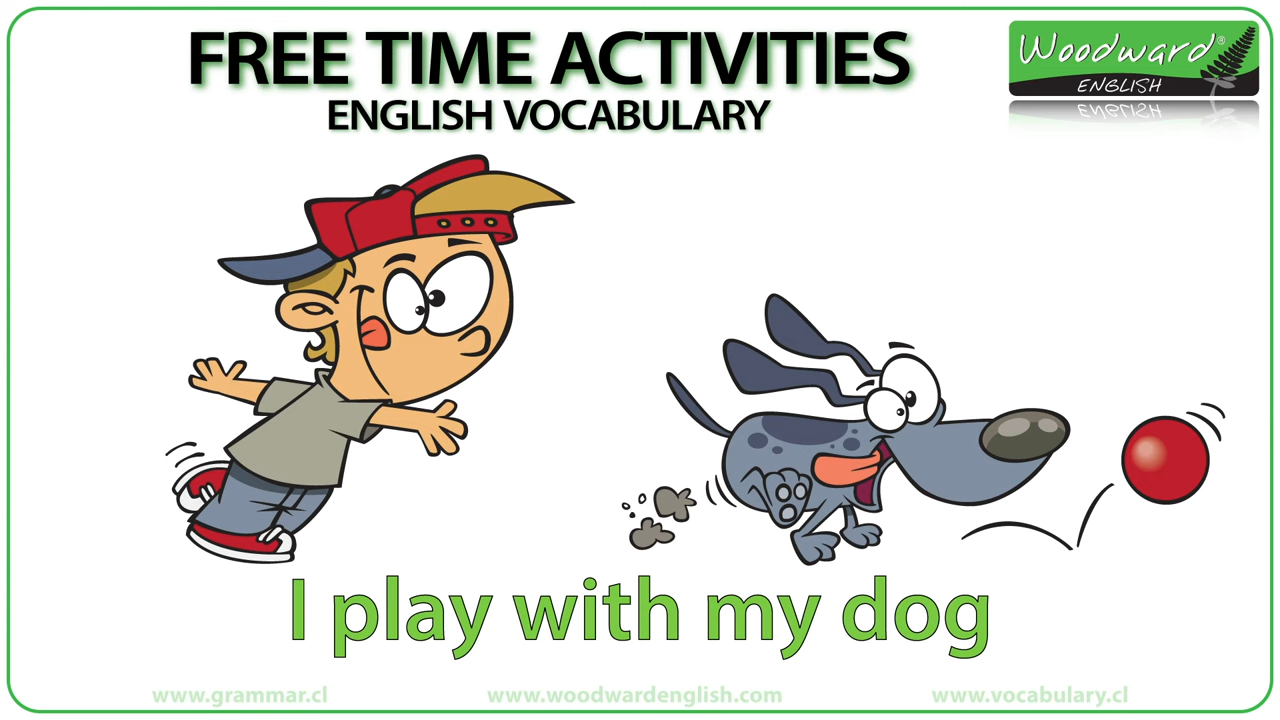 FREE TIME ACTIVITIES
ENGLISH VOCABULARY
Woodward®
ENGLISH
I play with my dog
www.grammar.cl
www.woodwardenglish.com
www.vocabulary.cl